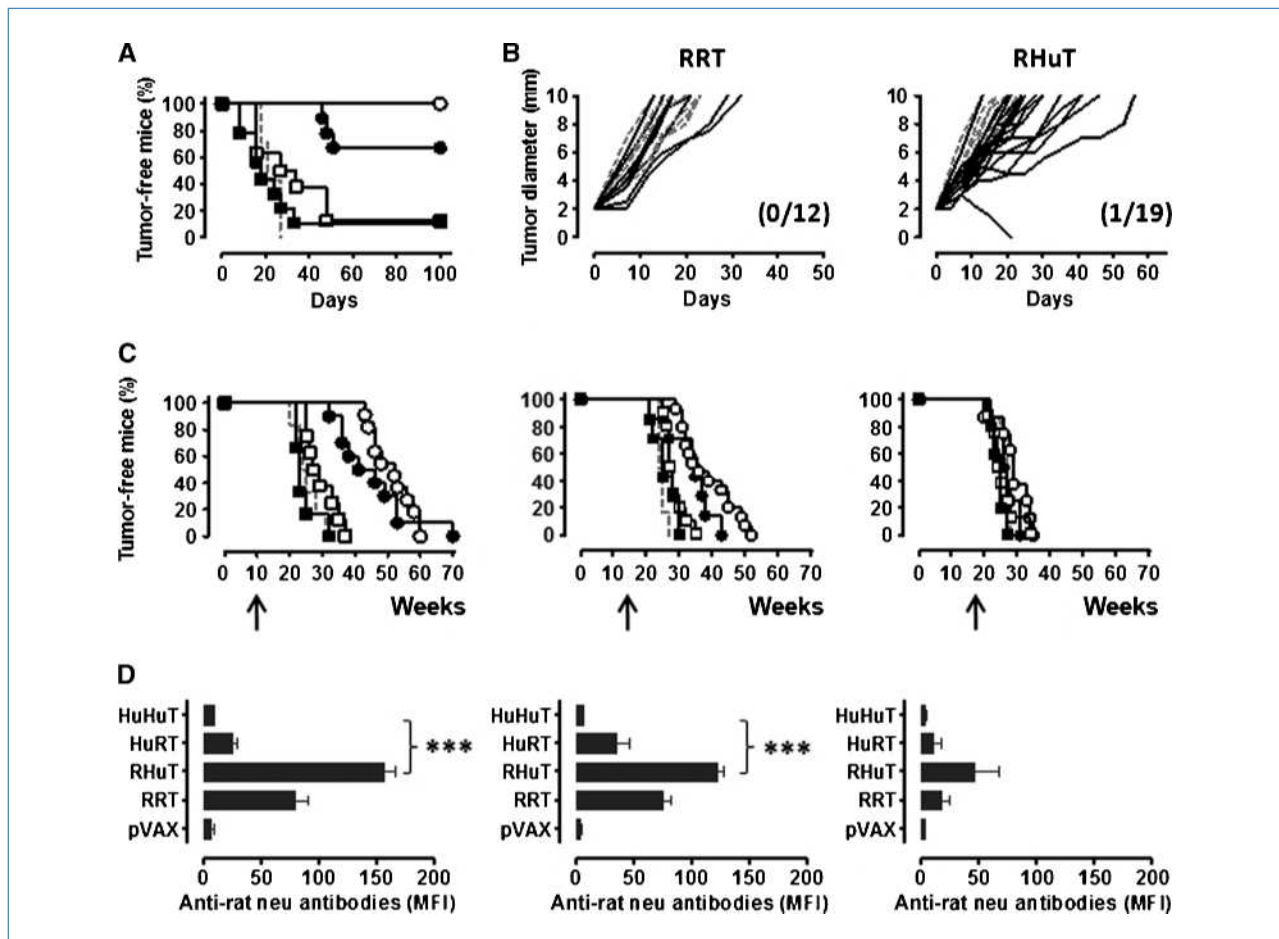 A
Tumor-free mice (%)
100
80
60
40
20
0
0 20 40 60 80 100
Days
B
RRT
Tumor diameter (mm)
10
8
6
4
2
0
(0/12)
0 10 20 30 40 50
Days
RHuT
10
8
6
4
2
0
(1/19)
0 10 20 30 40 50 60
Days
C
Tumor-free mice (%)
100
80
60
40
20
0
0 10 20 30 40 50 60 70
Weeks
100
80
60
40
20
0
0 10 20 30 40 50 60 70
Weeks
100
80
60
40
20
0
0 10 20 30 40 50 60 70
Weeks
D
HuHuT
HuRT
RHuT
RRT
pVAX
***
0 50 100 150 200
Anti-rat neu antibodies (MFI)
HuHuT
HuRT
RHuT
RRT
pVAX
***
0 50 100 150 200
Anti-rat neu antibodies (MFI)
HuHuT
HuRT
RHuT
RRT
pVAX
0 50 100 150 200
Anti-rat neu antibodies (MFI)